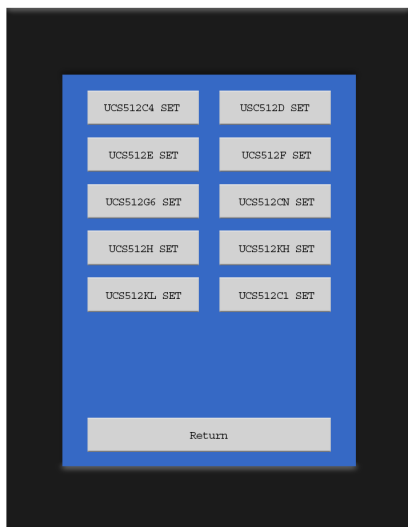 UCS512C4 SET USC512D SET
UCS512E SET UCS512F SET
UCS512G6 SET UCS512CN SET
UCS512H SET UCS512KH SET
UCS512KL SET UCS512C1 SET
Return